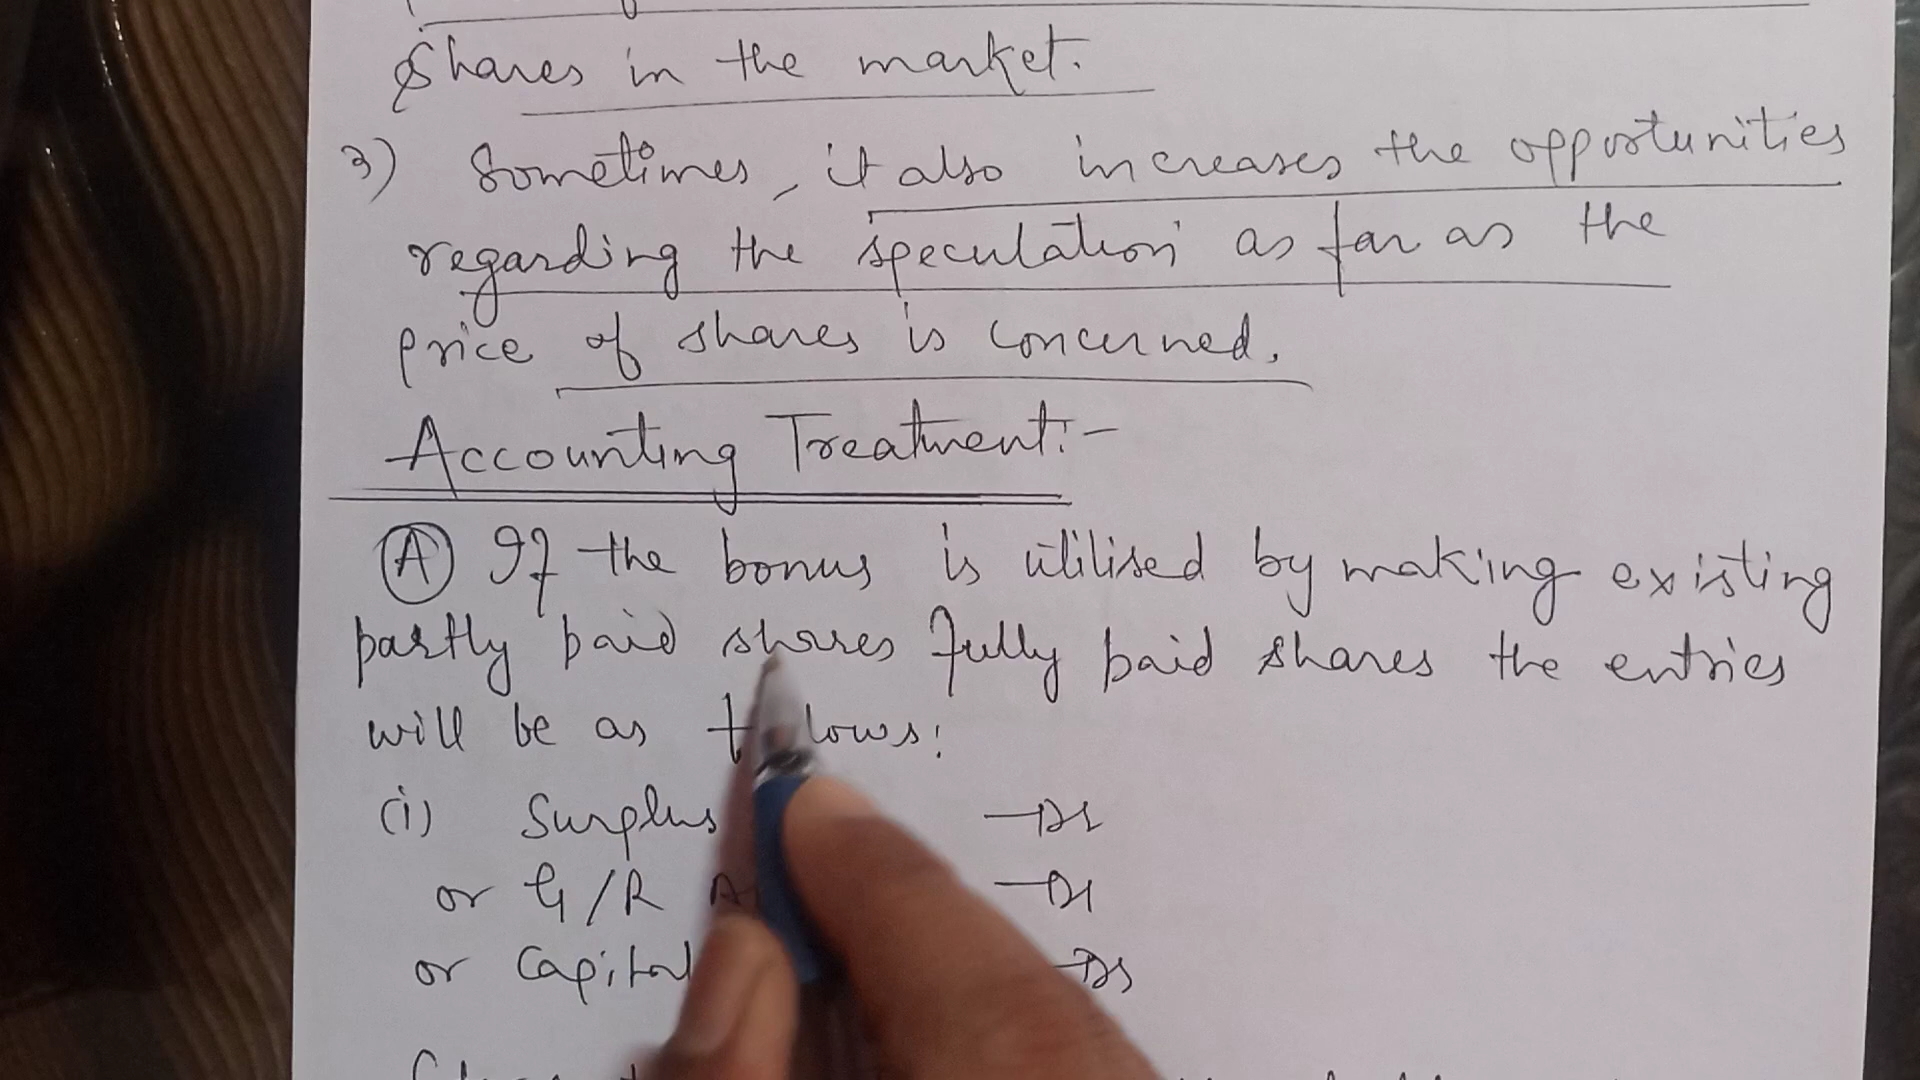 shares in the market.
3) Sometimes, it also increases the opportunities
regarding the speculation as far as the
price of shares is concerned.
Accounting Treatment:-
(A) If the bonus is utilised by making existing
partly paid shares fully paid shares the entries
will be as follows:
(i) Surplus —Dr
or G/R —Dr
or Capital —Dr